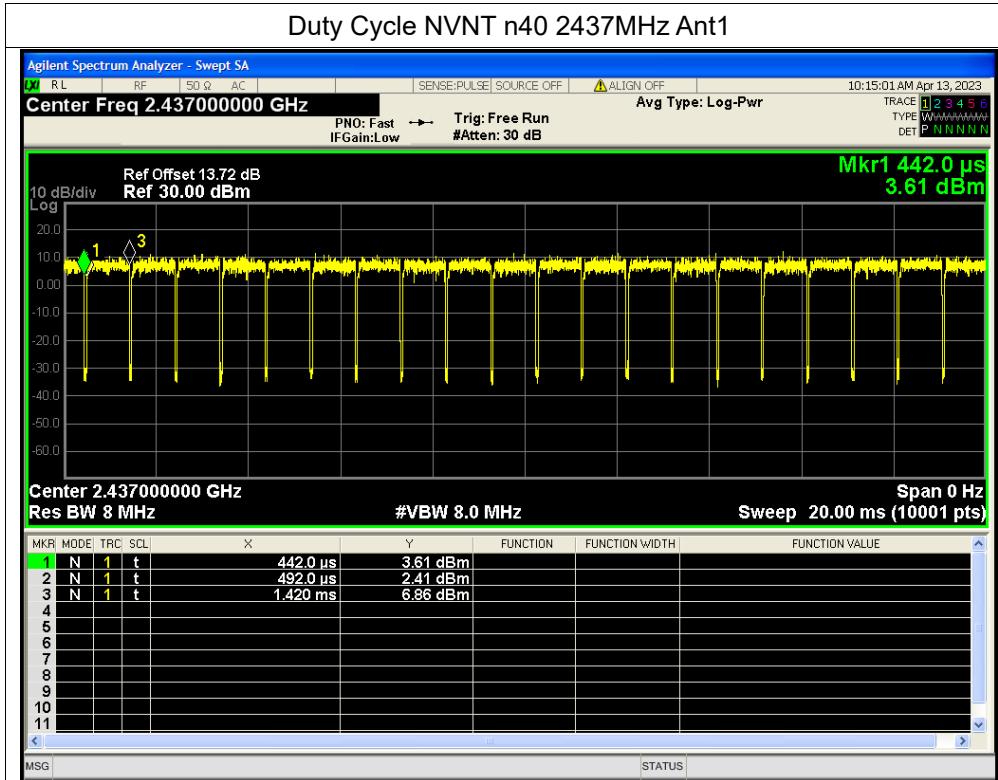 Duty Cycle NVNT n40 2437MHz Ant1
Agilent Spectrum Analyzer - Swept SA
LXI RL RF 50 Ω AC SENSE:PULSE SOURCE OFF ALIGN OFF 10:15:01 AM Apr 13, 2023
Center Freq 2.437000000 GHz Avg Type: Log-Pwr TRACE 1 2 3 4 5 6
PNO: Fast Trig: Free Run TYPE WWWWWW
IFGain:Low #Atten: 30 dB DET P N N N N N
Mkr1 442.0 µs
Ref Offset 13.72 dB
10 dB/div Ref 30.00 dBm 3.61 dBm
Log
20.0
1 3
10.0
0.00
-10.0
-20.0
-30.0
-40.0
-50.0
-60.0
Center 2.437000000 GHz Span 0 Hz
Res BW 8 MHz #VBW 8.0 MHz Sweep 20.00 ms (10001 pts)
MKR MODE TRC SCL X Y FUNCTION FUNCTION WIDTH FUNCTION VALUE
1 N 1 t 442.0 µs 3.61 dBm
2 N 1 t 492.0 µs 2.41 dBm
3 N 1 t 1.420 ms 6.86 dBm
4
5
6
7
8
9
10
11
MSG STATUS